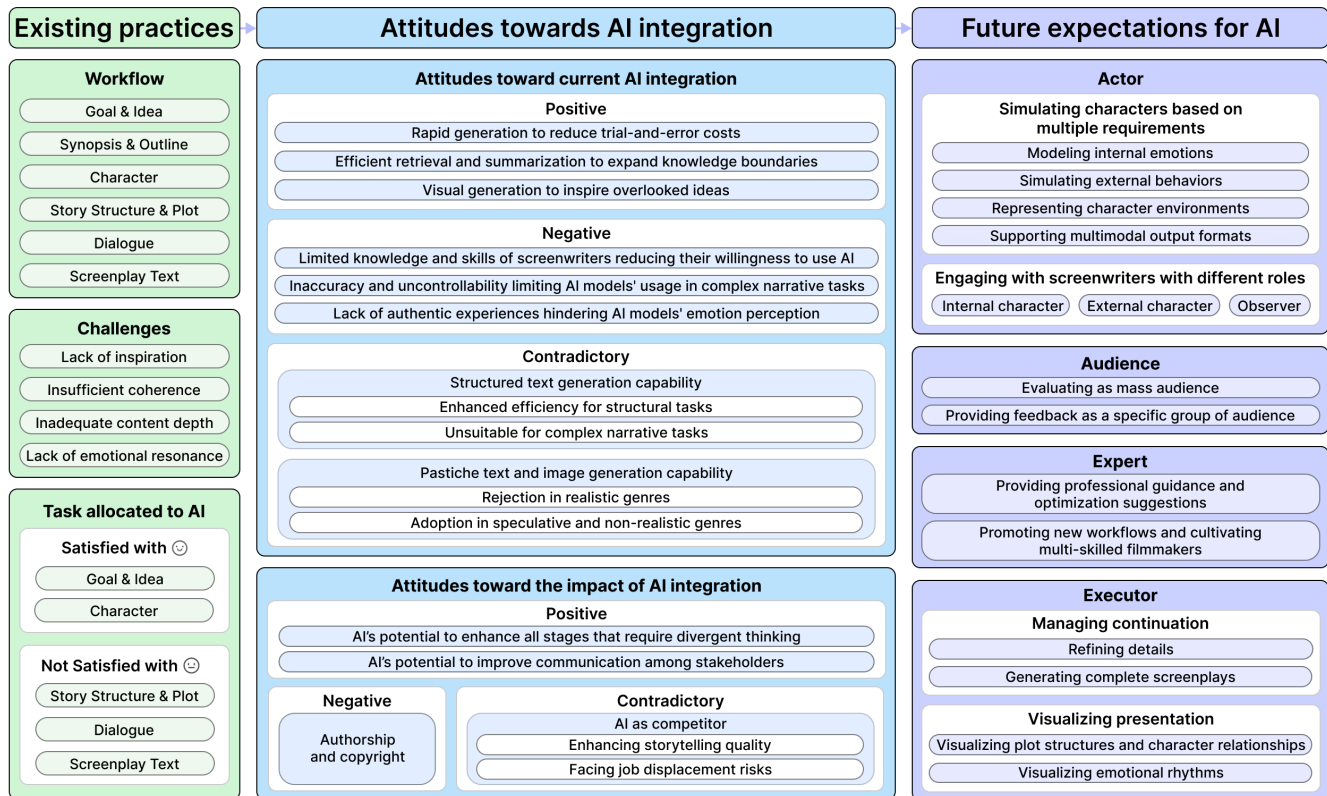 Existing practices
Workflow
Goal & Idea
Synopsis & Outline
Character
Story Structure & Plot
Dialogue
Screenplay Text
Challenges
Lack of inspiration
Insufficient coherence
Inadequate content depth
Lack of emotional resonance
Task allocated to AI
Satisfied with
Goal & Idea
Character
Not Satisfied with
Story Structure & Plot
Dialogue
Screenplay Text
Attitudes towards AI integration
Attitudes toward current AI integration
Positive
Rapid generation to reduce trial-and-error costs
Efficient retrieval and summarization to expand knowledge boundaries
Visual generation to inspire overlooked ideas
Negative
Limited knowledge and skills of screenwriters reducing their willingness to use AI
Inaccuracy and uncontrollability limiting AI models' usage in complex narrative tasks
Lack of authentic experiences hindering AI models' emotion perception
Contradictory
Structured text generation capability
Enhanced efficiency for structural tasks
Unsuitable for complex narrative tasks
Pastiche text and image generation capability
Rejection in realistic genres
Adoption in speculative and non-realistic genres
Attitudes toward the impact of AI integration
Positive
AI's potential to enhance all stages that require divergent thinking
AI's potential to improve communication among stakeholders
Negative
Authorship
and copyright
Contradictory
AI as competitor
Enhancing storytelling quality
Facing job displacement risks
Future expectations for AI
Actor
Simulating characters based on
multiple requirements
Modeling internal emotions
Simulating external behaviors
Representing character environments
Supporting multimodal output formats
Engaging with screenwriters with different roles
Internal character
External character
Observer
Audience
Evaluating as mass audience
Providing feedback as a specific group of audience
Expert
Providing professional guidance and
optimization suggestions
Promoting new workflows and cultivating
multi-skilled filmmakers
Executor
Managing continuation
Refining details
Generating complete screenplays
Visualizing presentation
Visualizing plot structures and character relationships
Visualizing emotional rhythms